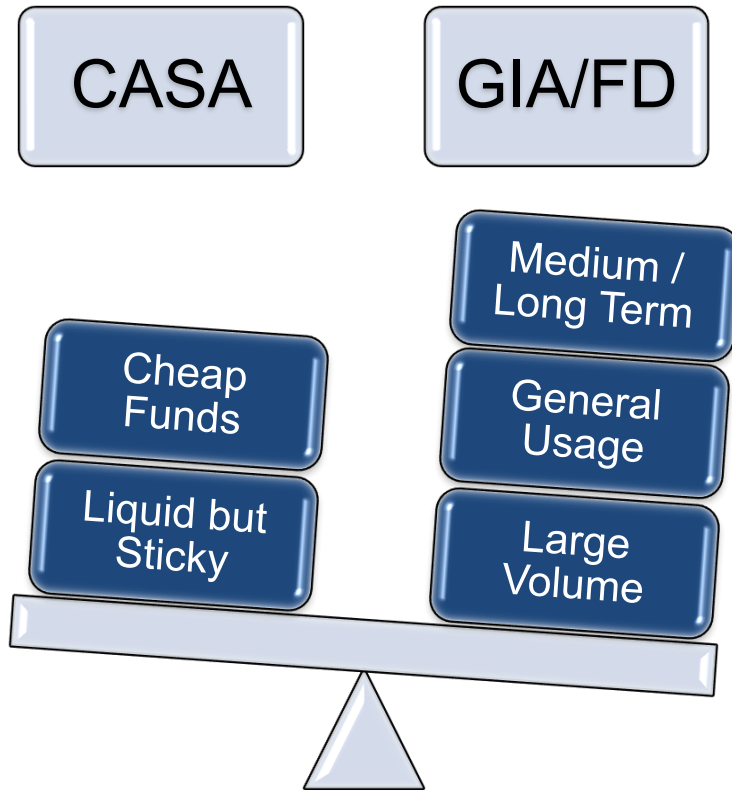 CASA
GIA/FD
Cheap
Funds
Liquid but
Sticky
Medium /
Long Term
General
Usage
Large
Volume